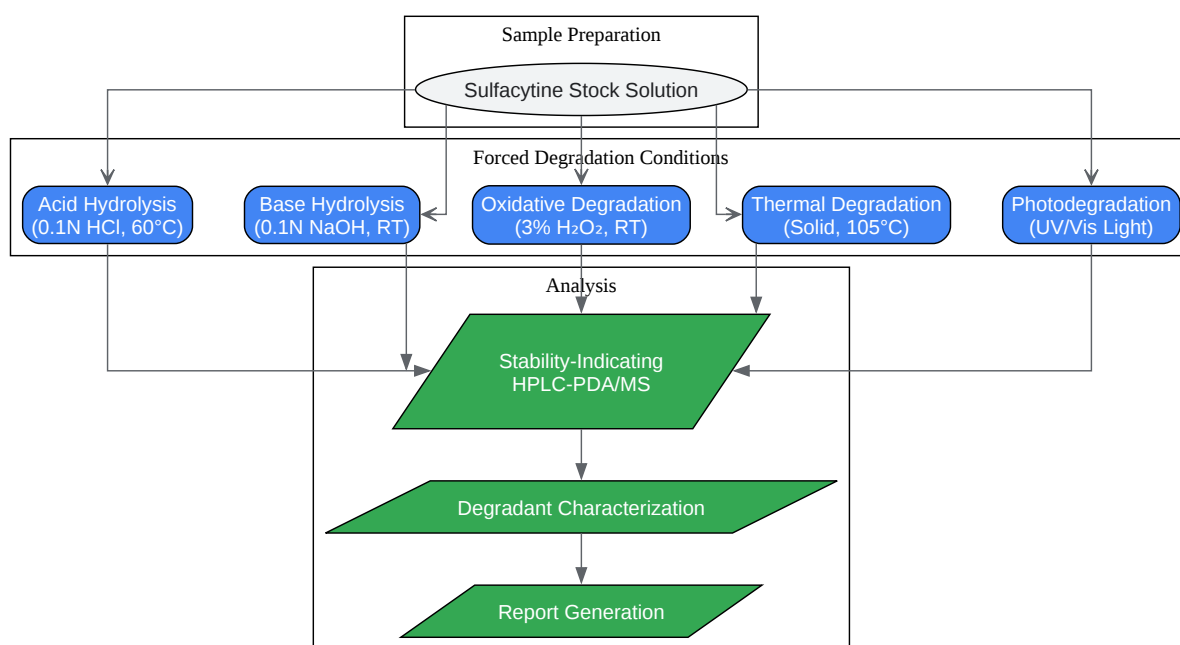 Sample Preparation
Sulfacytine Stock Solution
Forced Degradation Conditions
Acid Hydrolysis
(0.1N HCl, 60°C)
Base Hydrolysis
(0.1N NaOH, RT)
Oxidative Degradation
(3% H₂O₂, RT)
Thermal Degradation
(Solid, 105°C)
Photodegradation
(UV/Vis Light)
Analysis
Stability-Indicating
HPLC-PDA/MS
Degradant Characterization
Report Generation